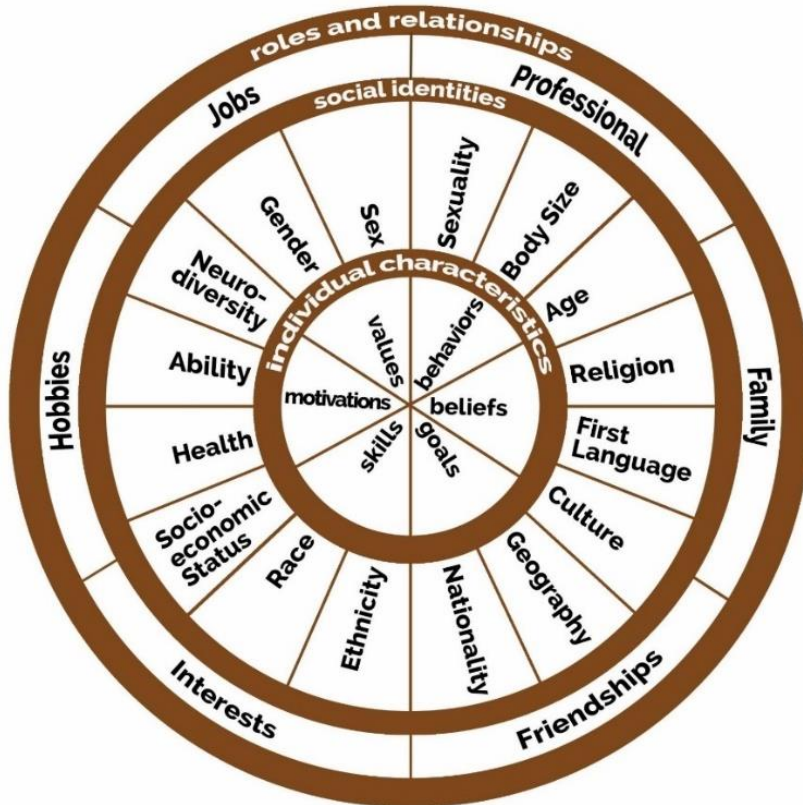 roles and relationships
Jobs
Professional
Family
Friendships
Interests
Hobbies
social identities
Sex
Sexuality
Body Size
Age
Religion
First
Language
Culture
Geography
Nationality
Ethnicity
Race
Socio-
economic
Status
Health
Ability
Neuro-
diversity
Gender
individual characteristics
values
behaviors
beliefs
goals
skills
motivations